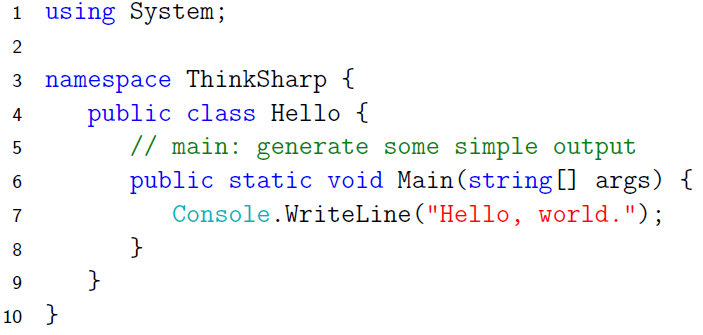 1 using System;
2
3 namespace ThinkSharp {
4 public class Hello {
5 // main: generate some simple output
6 public static void Main(string[] args) {
7 Console.WriteLine("Hello, world.");
8 }
9 }
10 }